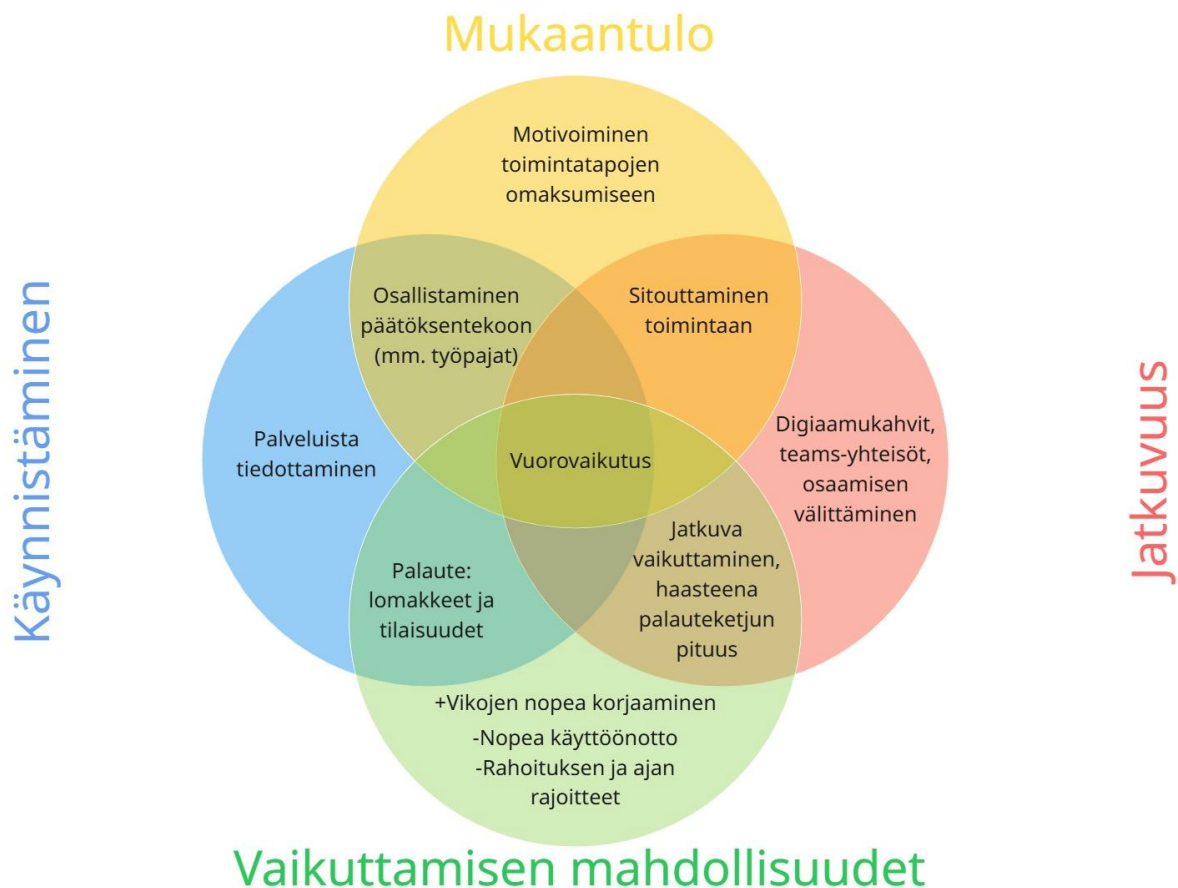 Mukaantulo
Motivoiminen
toimintatapojen
omaksumiseen
Osallistaminen
päätöksentekoon
(mm. työpajat)
Sitouttaminen
toimintaan
Käynnistäminen
Palveluista
tiedottaminen
Vuorovaikutus
Digiaamukahvit,
teams-yhteisöt,
osaamisen
välittäminen
Jatkuvuus
Palaute:
lomakkeet ja
tilaisuudet
Jatkuva
vaikuttaminen,
haasteena
palauteketjun
pituus
+Vikojen nopea korjaaminen
-Nopea käyttöönotto
-Rahoituksen ja ajan
rajoitteet
Vaikuttamisen mahdollisuudet